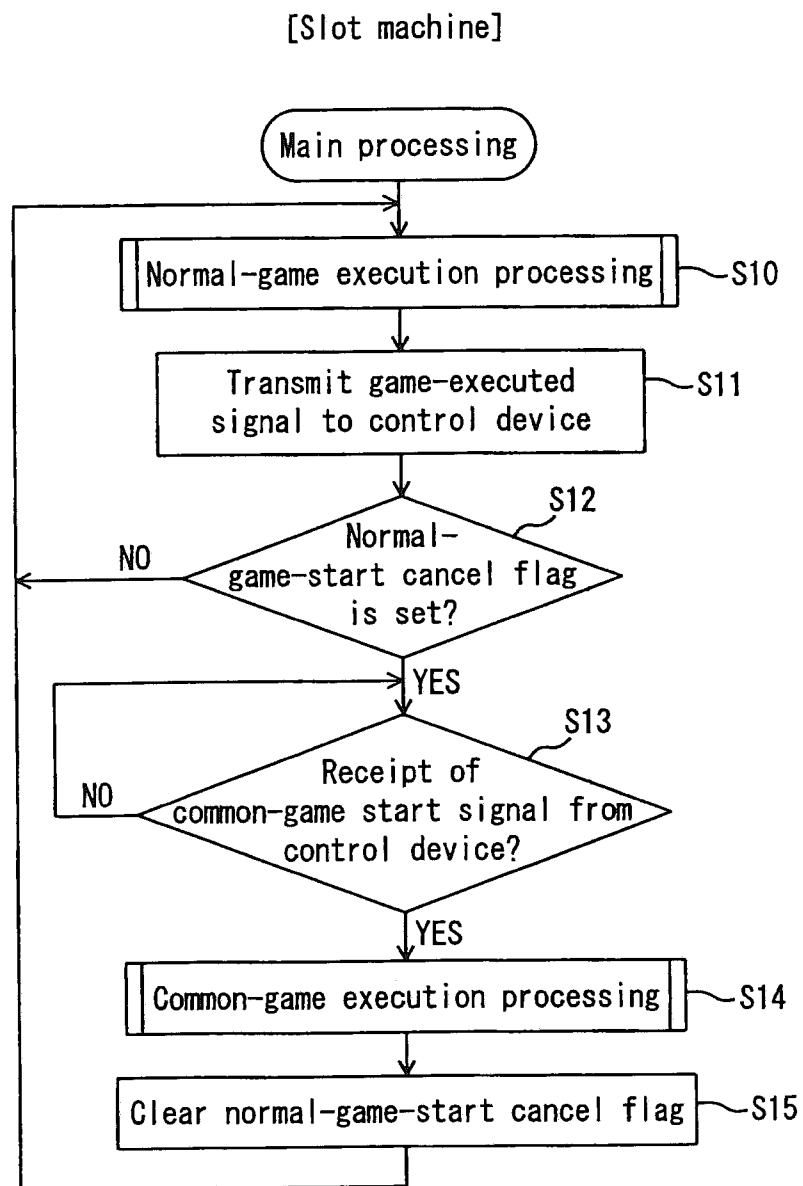 [Slot machine]
Main processing
Normal-game execution processing
S10
Transmit game-executed
signal to control device
S11
S12
Normal-
game-start cancel flag
is set?
NO
YES
S13
Receipt of
common-game start signal from
control device?
NO
YES
Common-game execution processing
S14
Clear normal-game-start cancel flag
S15